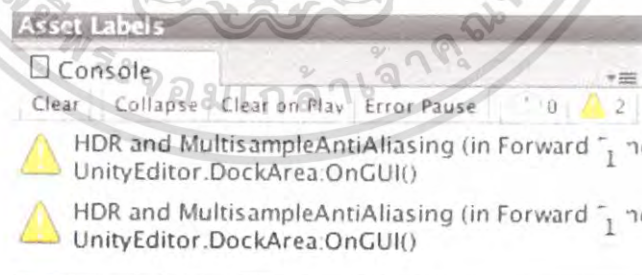 Asset Labels
Console
Clear Collapse Clear on Play Error Pause 0 2
HDR and MultisampleAntiAliasing (in Forward
1
UnityEditor.DockArea:OnGUI()
HDR and MultisampleAntiAliasing (in Forward
1
UnityEditor.DockArea:OnGUI()